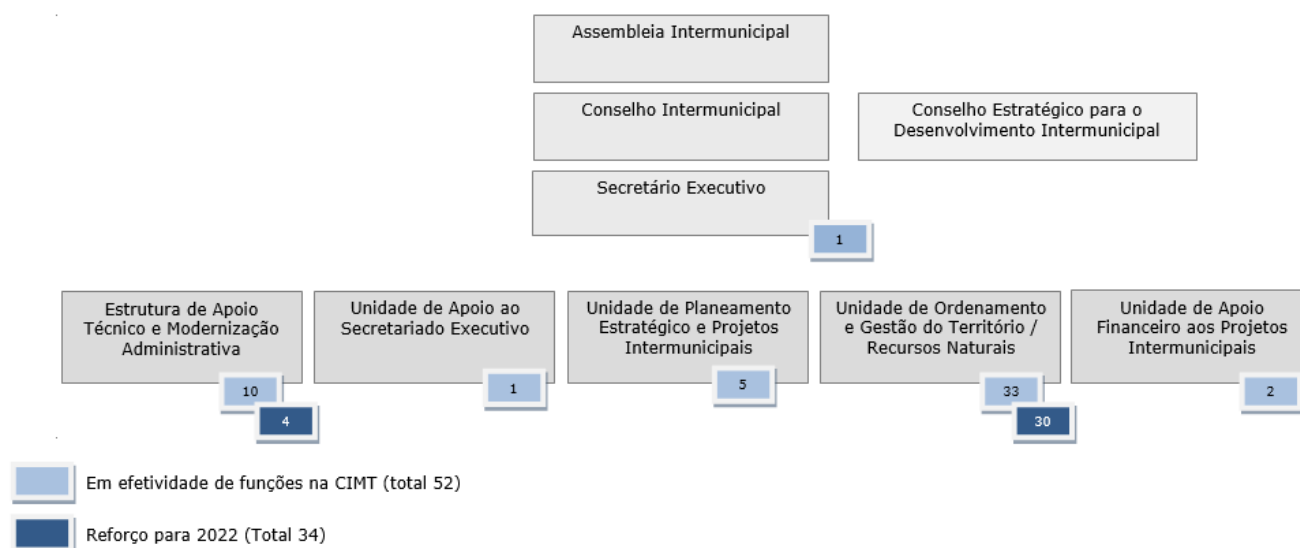 Assembleia Intermunicipal
Conselho Intermunicipal
Conselho Estratégico para o
Desenvolvimento Intermunicipal
Secretário Executivo
1
Estrutura de Apoio
Técnico e Modernização
Administrativa
10
4
Unidade de Apoio ao
Secretariado Executivo
1
Unidade de Planeamento
Estratégico e Projetos
Intermunicipais
5
Unidade de Ordenamento
e Gestão do Território /
Recursos Naturais
33
30
Unidade de Apoio
Financeiro aos Projetos
Intermunicipais
2
Em efetividade de funções na CIMT (total 52)
Reforço para 2022 (Total 34)